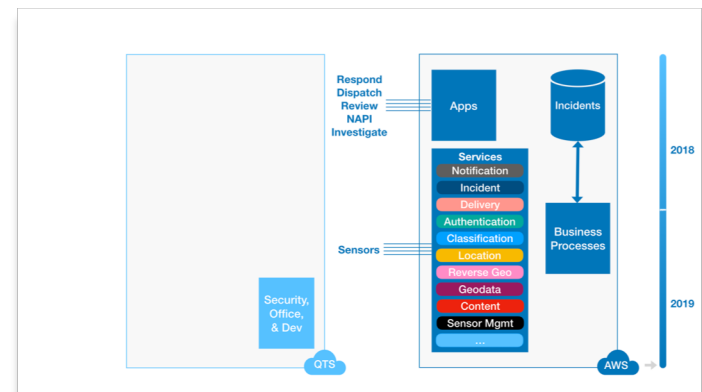 Respond
Dispatch
Review
NAPI
Investigate
Sensors
Security,
Office,
& Dev
QTS
Apps
Incidents
Services
Notification
Incident
Delivery
Authentication
Classification
Location
Reverse Geo
Geodata
Content
Sensor Mgmt
...
Business
Processes
AWS
2018
2019